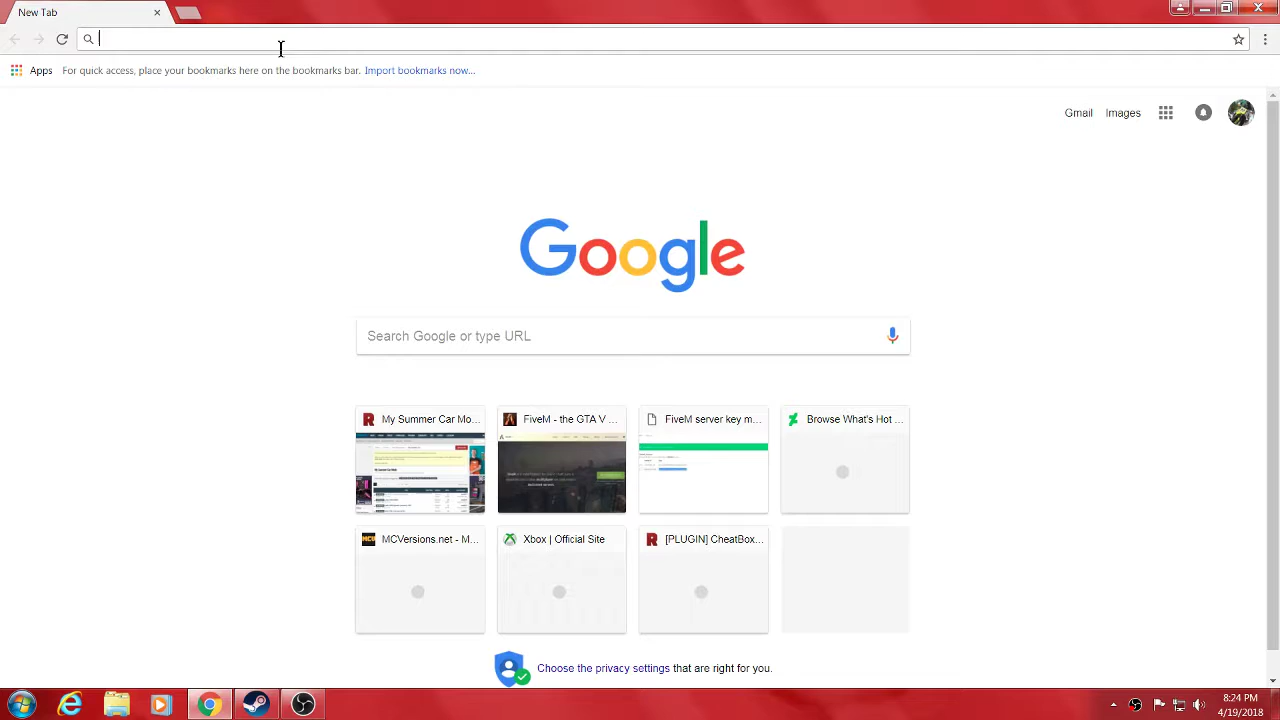 New Tab
Apps For quick access, place your bookmarks here on the bookmarks bar. Import bookmarks now...
Gmail Images
Google
Search Google or type URL
My Summer Car Mo... FiveM - the GTA V ... FiveM server key m... Browse What's Hot ...
MCVersions.net - M... Xbox | Official Site [PLUGIN] CheatBox...
Choose the privacy settings that are right for you.
8:24 PM
4/19/2018